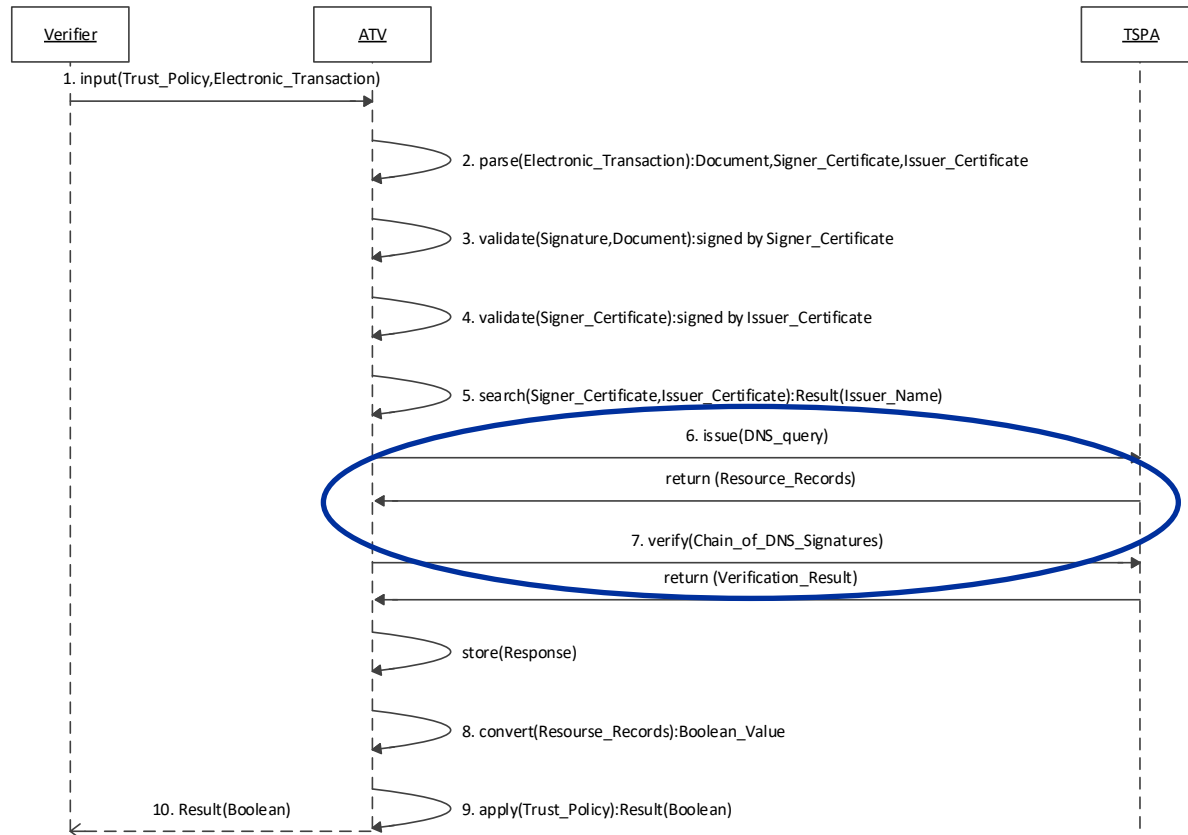 Verifier
ATV
TSPA
1. input(Trust_Policy,Electronic_Transaction)
2. parse(Electronic_Transaction):Document,Signer_Certificate,Issuer_Certificate
3. validate(Signature,Document):signed by Signer_Certificate
4. validate(Signer_Certificate):signed by Issuer_Certificate
5. search(Signer_Certificate,Issuer_Certificate):Result(Issuer_Name)
6. issue(DNS_query)
return (Resource_Records)
7. verify(Chain_of_DNS_Signatures)
return (Verification_Result)
store(Response)
8. convert(Resourse_Records):Boolean_Value
10. Result(Boolean)
9. apply(Trust_Policy):Result(Boolean)